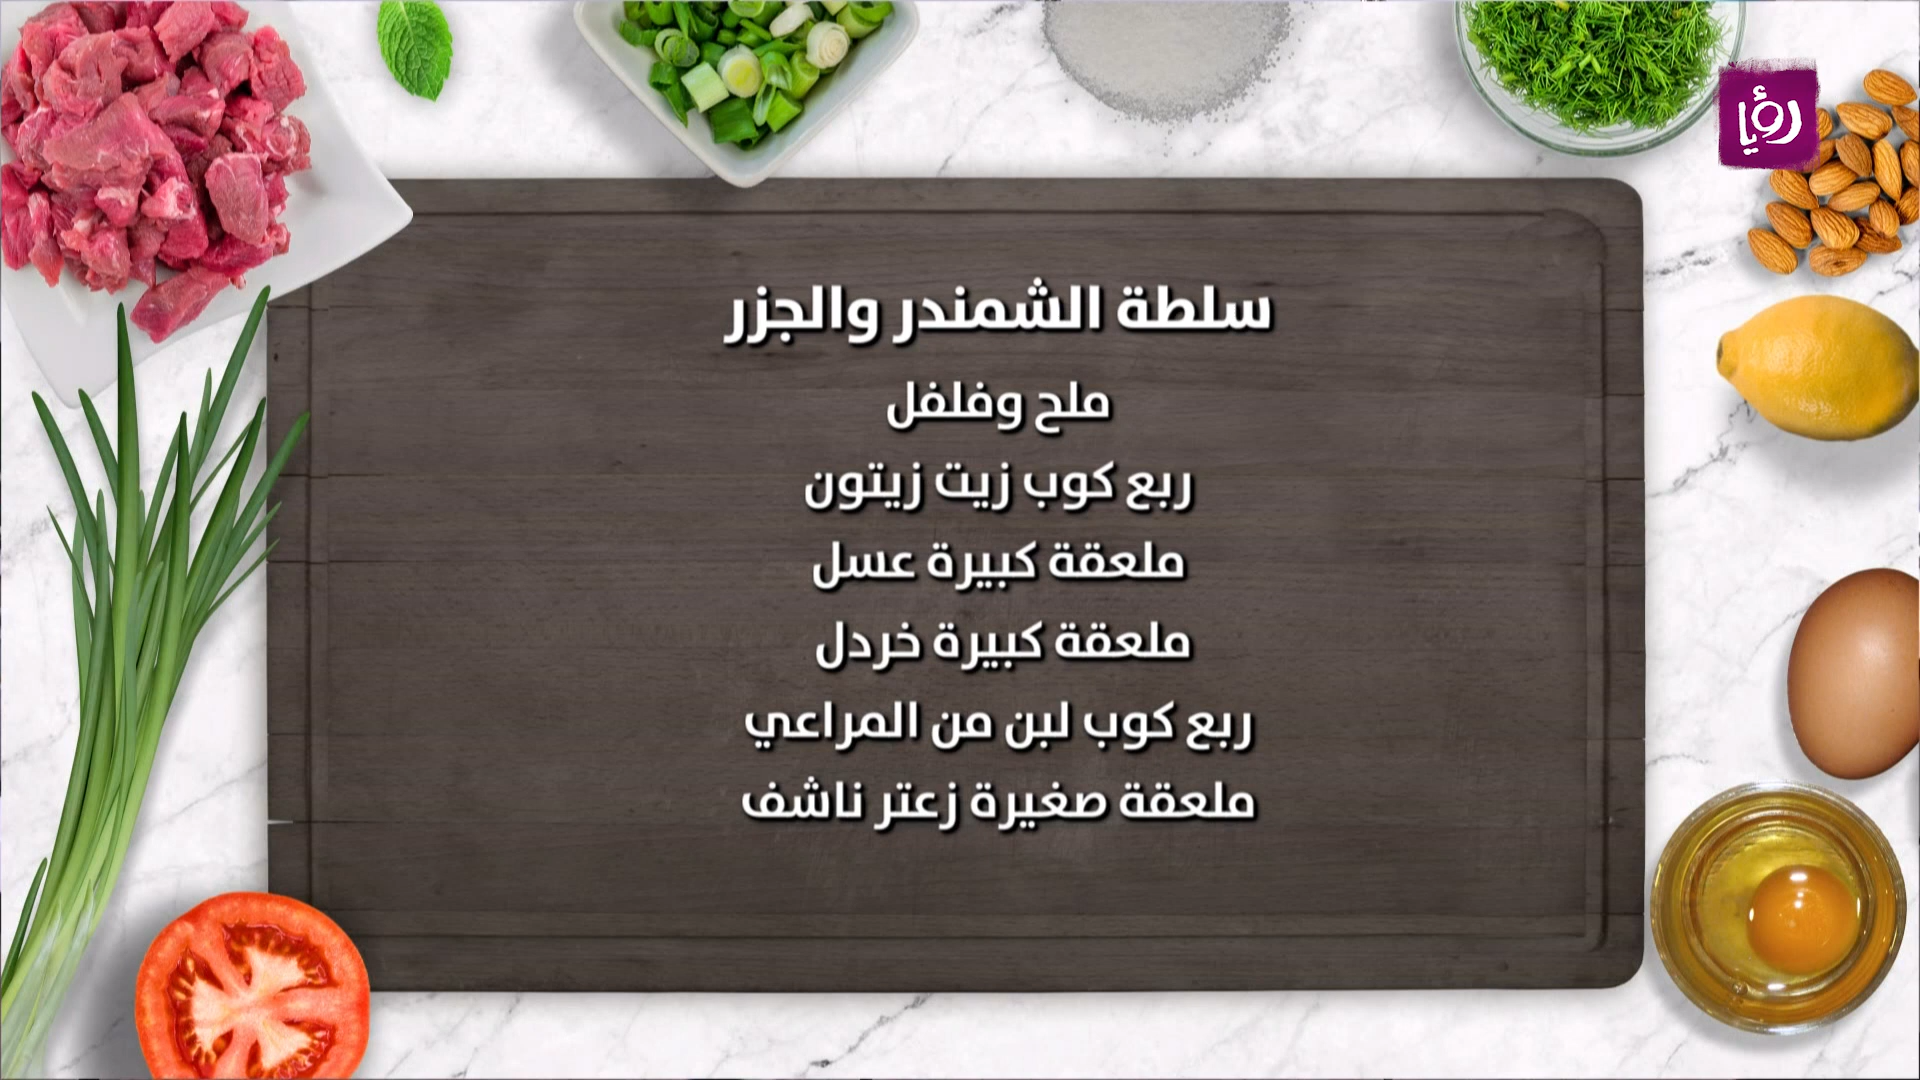 رؤيا
سلطة الشمندر والجزر
ملح وفلفل
ربع كوب زيت زيتون
ملعقة كبيرة عسل
ملعقة كبيرة خردل
ربع كوب لبن من المراعي
ملعقة صغيرة زعتر ناشف